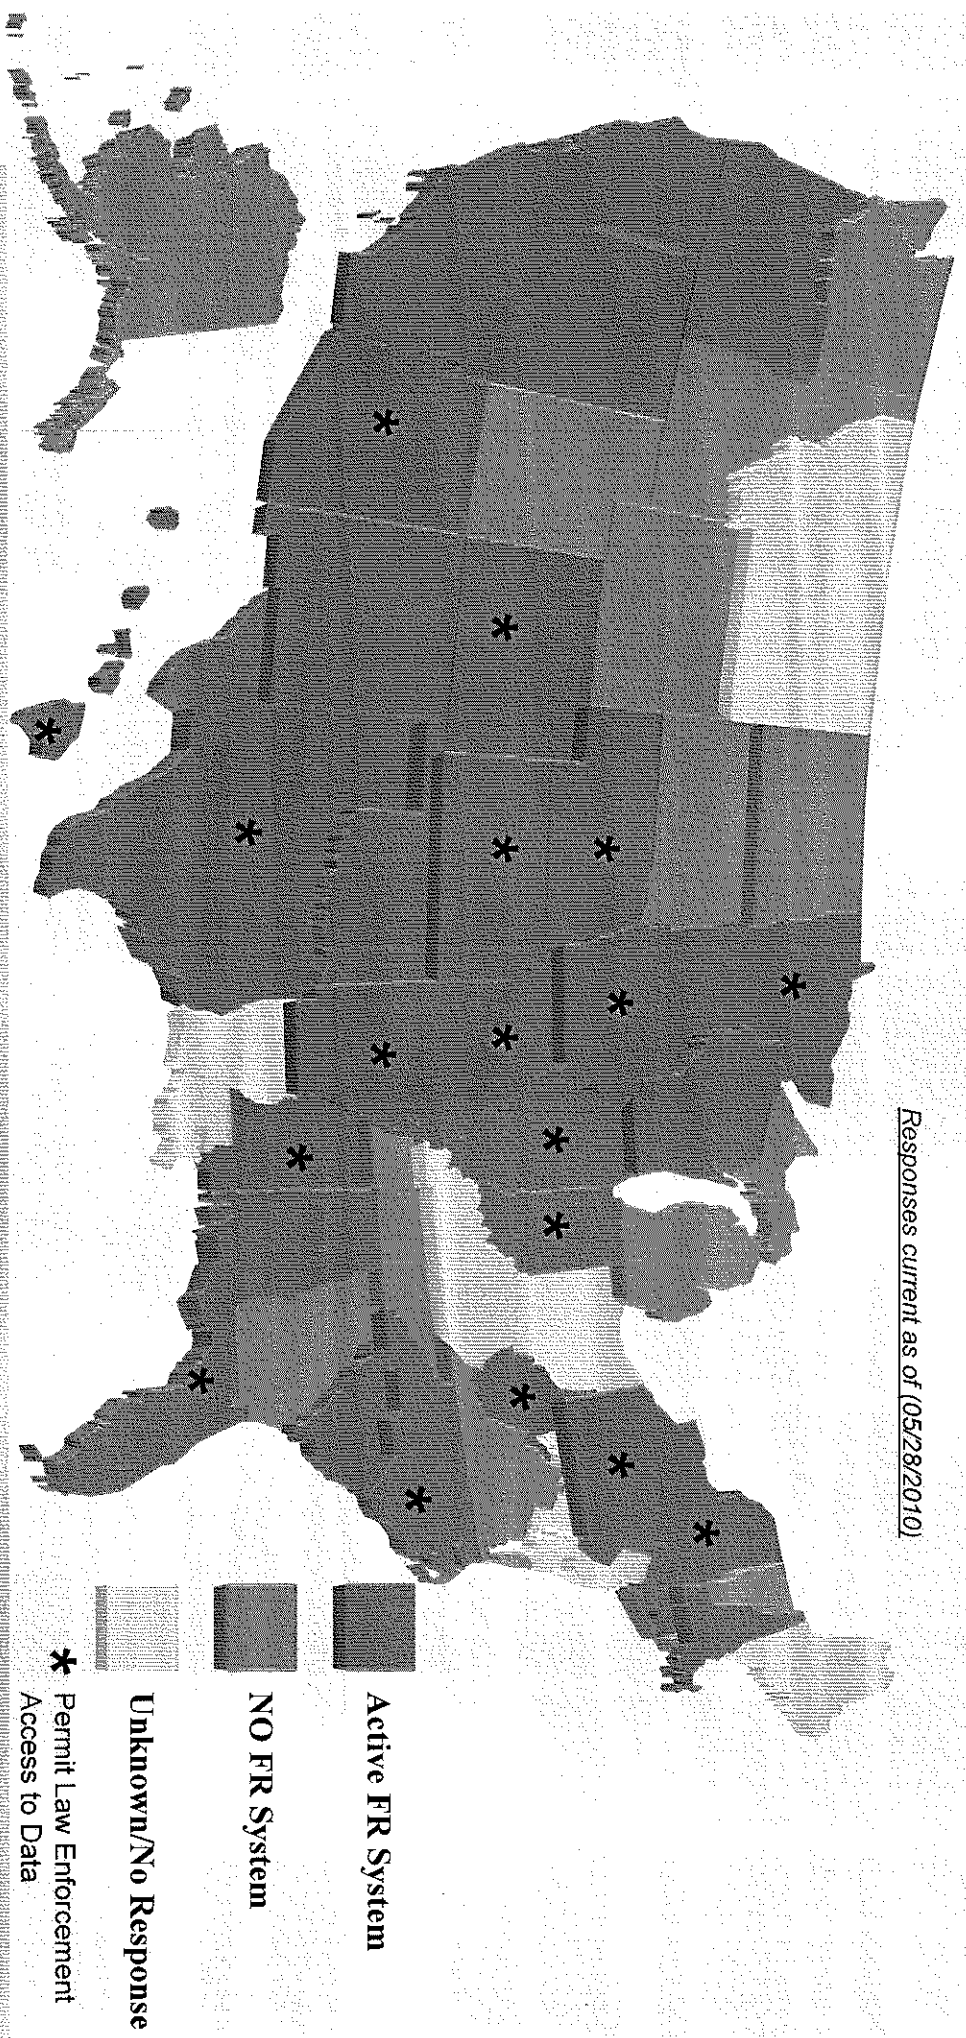 Responses current as of (05/28/2010)
Active FR System
NO FR System
Unknown/No Response
* Permit Law Enforcement
Access to Data